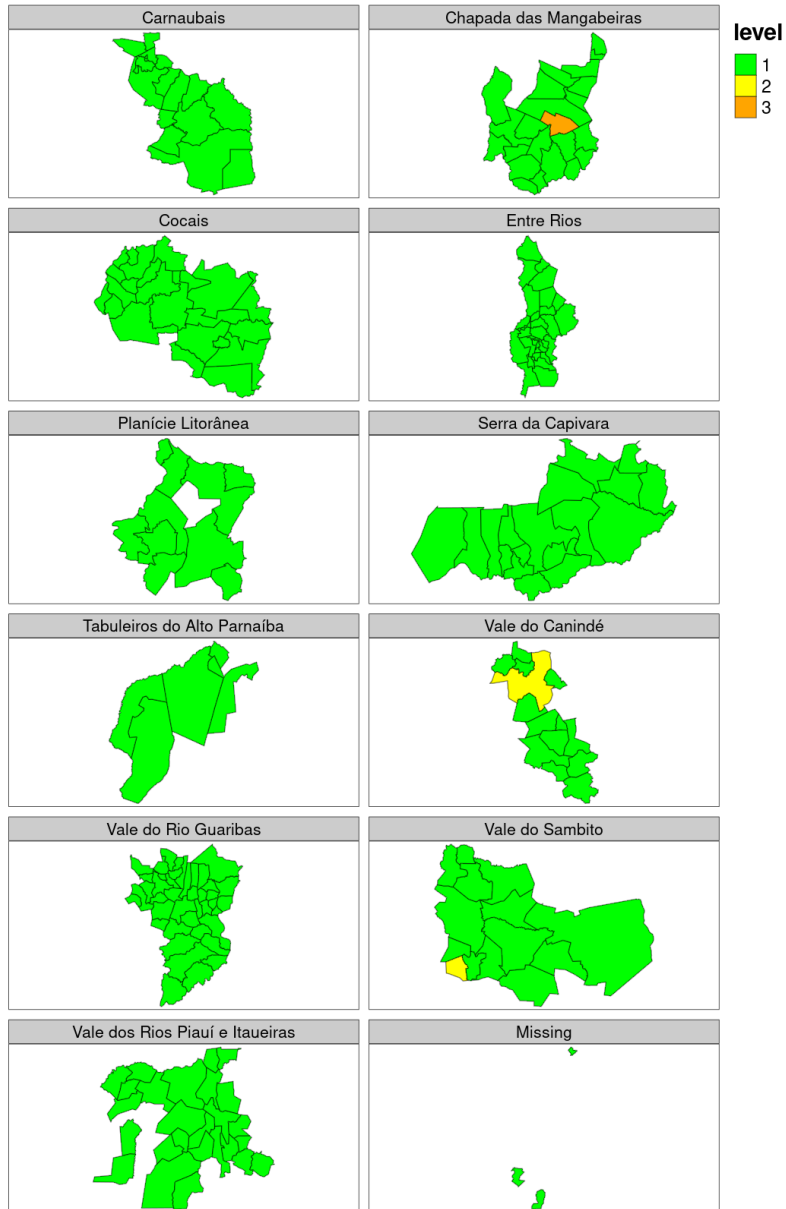 Carnaubais
Chapada das Mangabeiras
level
1
2
3
Cocais
Entre Rios
Planície Litorânea
Serra da Capivara
Tabuleiros do Alto Parnaíba
Vale do Canindé
Vale do Rio Guaribas
Vale do Sambito
Vale dos Rios Piauí e Itaueiras
Missing